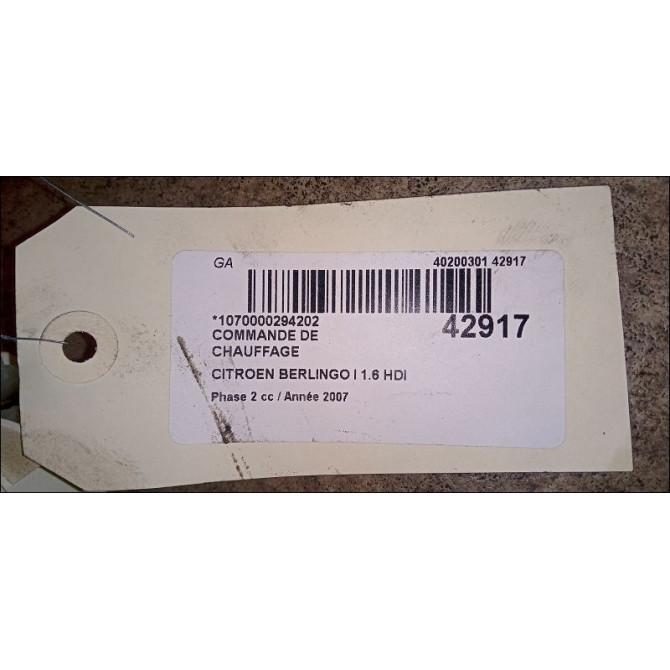 GA 40200301 42917
*1070000294202 42917
COMMANDE DE
CHAUFFAGE
CITROEN BERLINGO I 1.6 HDI
Phase 2 cc / Année 2007